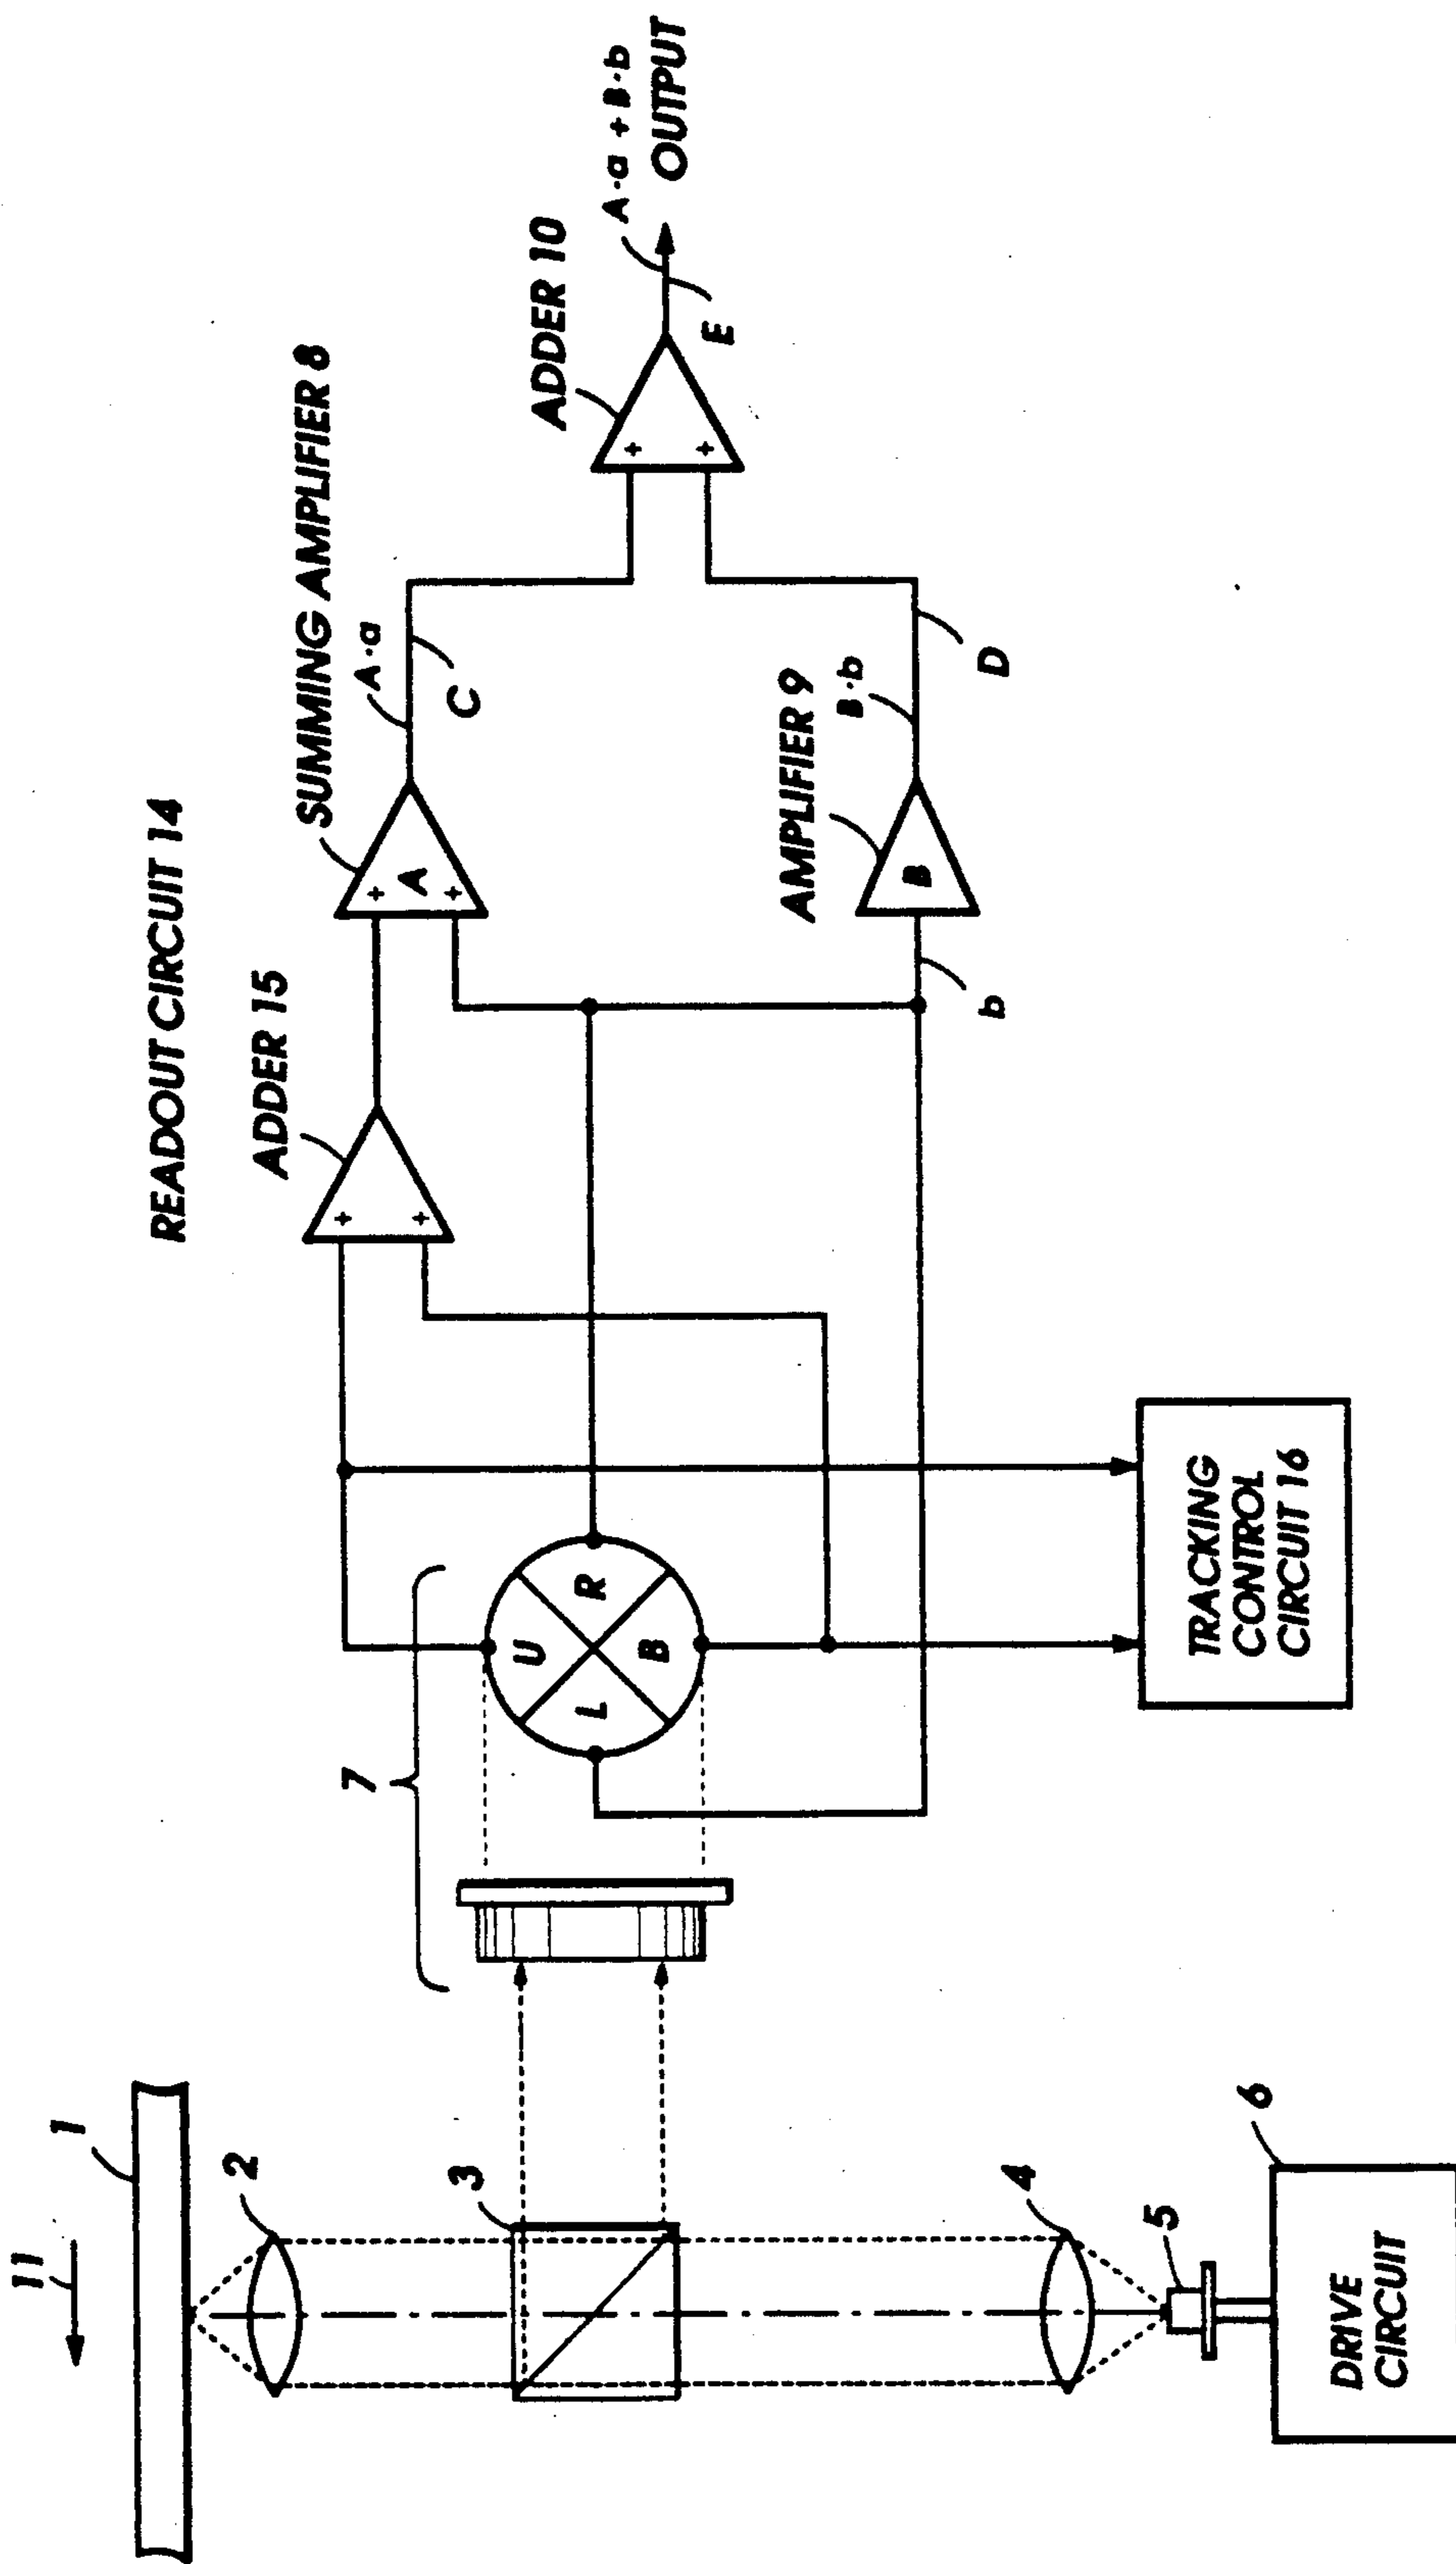 READOUT CIRCUIT 14
11
1
2
3
4
5
6
DRIVE
CIRCUIT
7
U
R
L
B
TRACKING
CONTROL
CIRCUIT 16
ADDER 15
+
+
SUMMING AMPLIFIER 8
+
A
+
A·a
C
AMPLIFIER 9
B
b
B·b
D
ADDER 10
+
+
E
A·a + B·b
OUTPUT